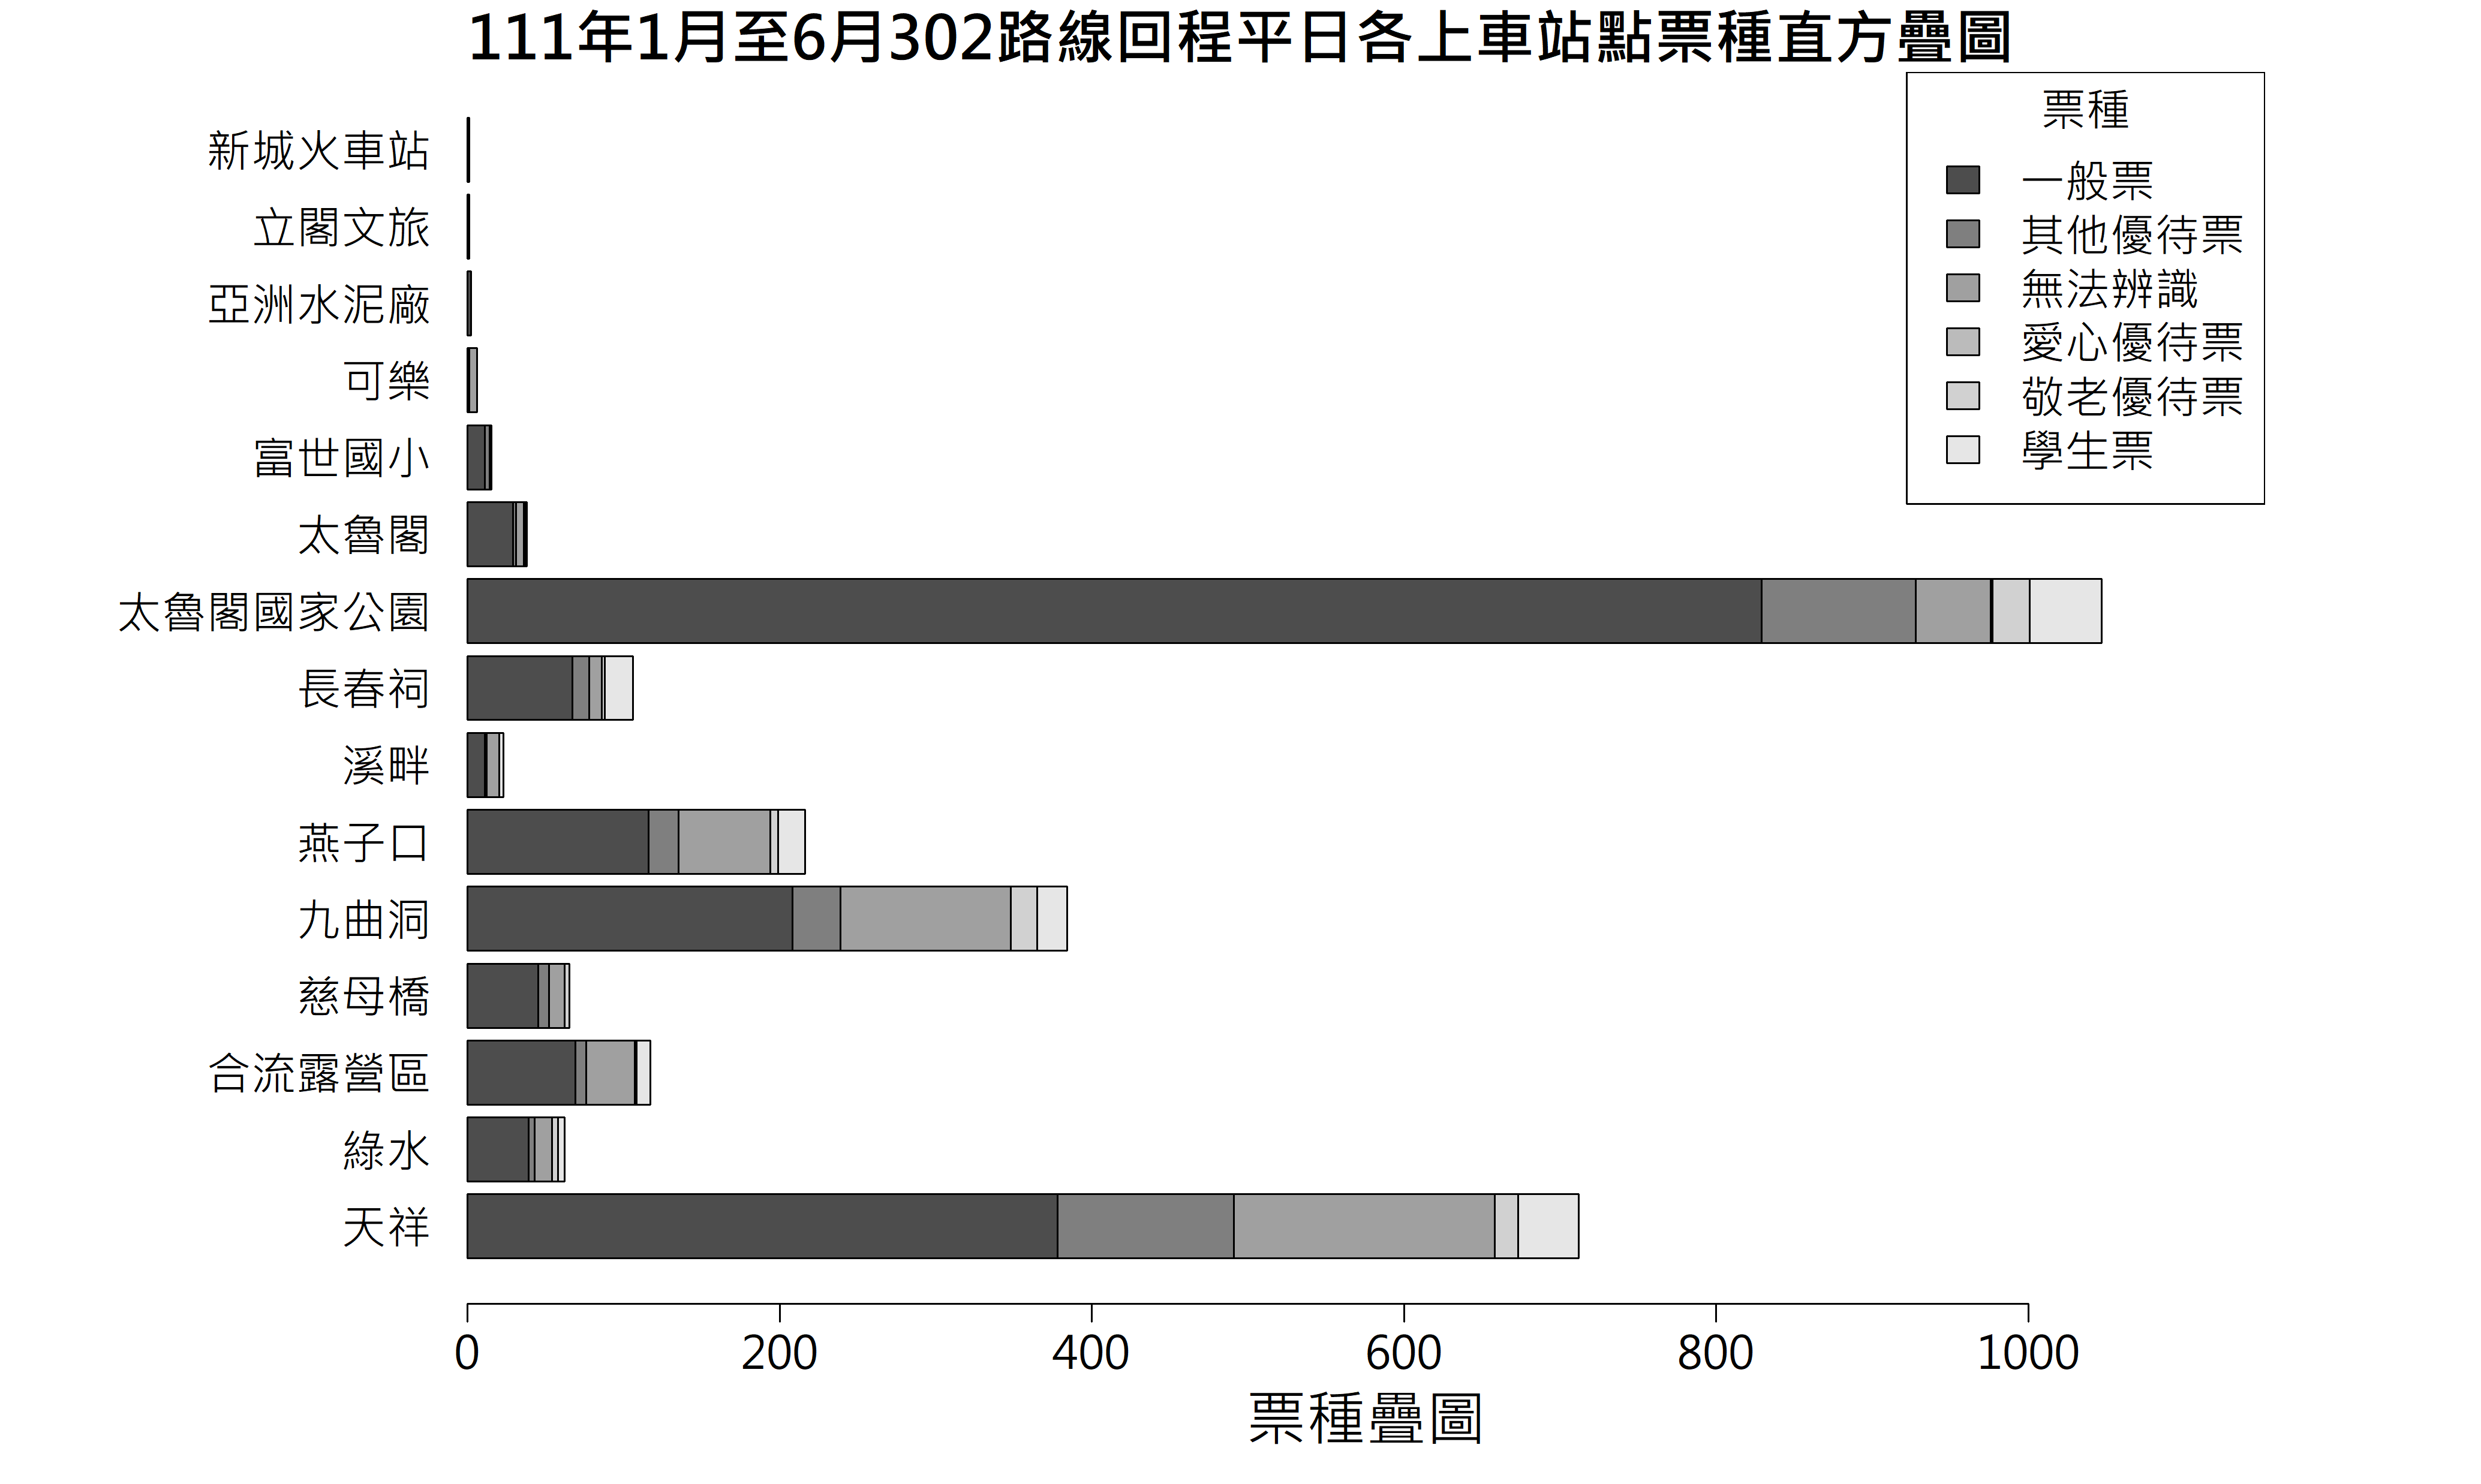 111年1月至6月302路線回程平日各上車站點票種直方疊圖
票種
一般票
其他優待票
無法辨識
愛心優待票
敬老優待票
學生票
新城火車站
立閣文旅
亞洲水泥廠
可樂
富世國小
太魯閣
太魯閣國家公園
長春祠
溪畔
燕子口
九曲洞
慈母橋
合流露營區
綠水
天祥
0 200 400 600 800 1000
票種疊圖